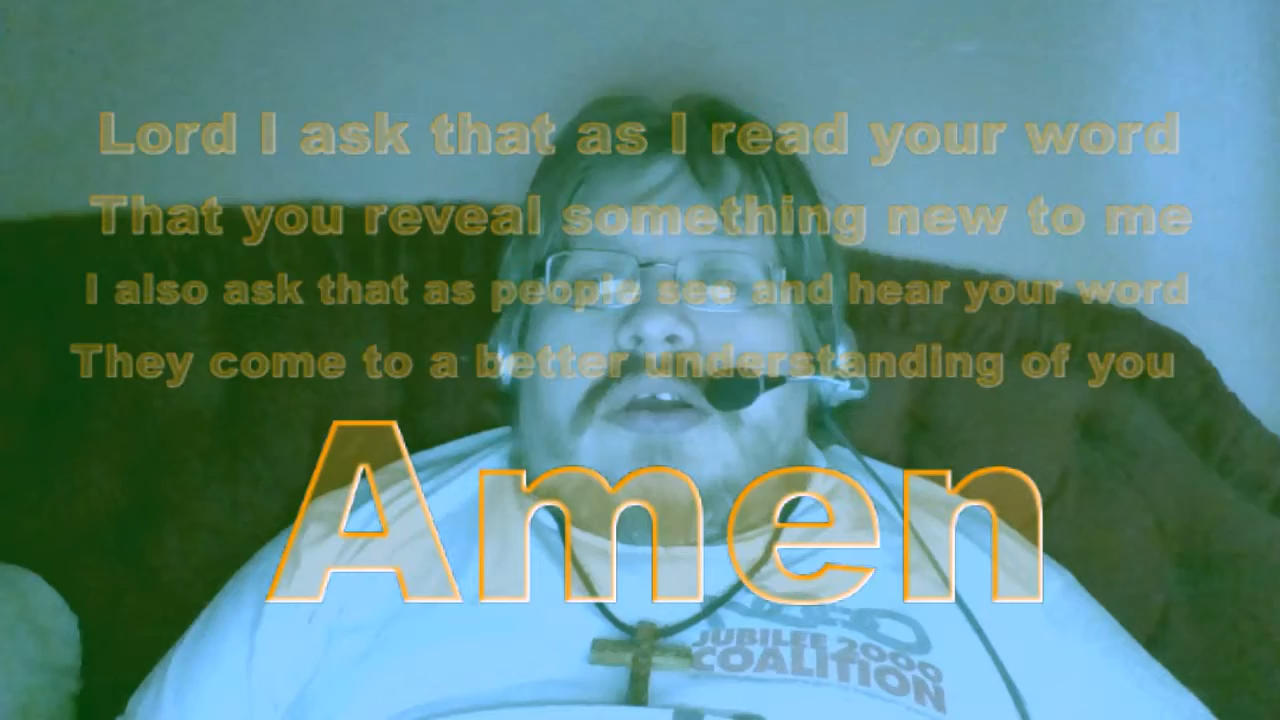 Lord I ask that as I read your word
That you reveal something new to me
I also ask that as people see and hear your word
They come to a better understanding of you
Amen
JUBILEE 2000
COALITION